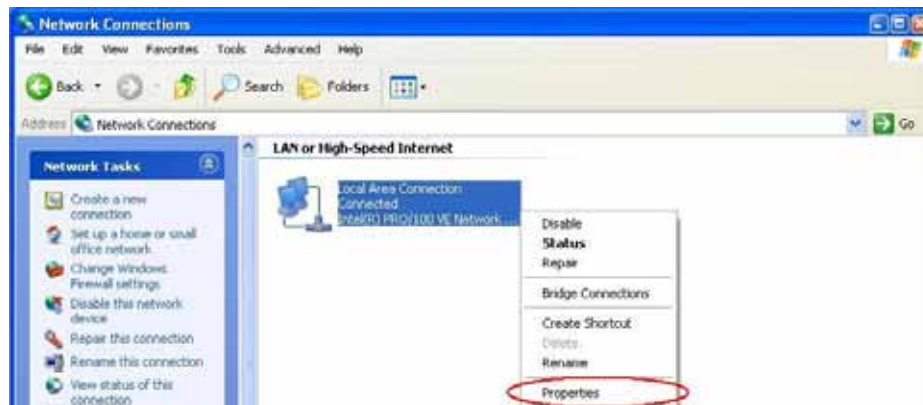 Network Connections
File Edit View Favorites Tools Advanced Help
Back Search Folders
Address Network Connections Go
Network Tasks
Create a new
connection
Set up a home or small
office network
Change Windows
Firewall settings
Disable this network
device
Repair this connection
Rename this connection
View status of this
connection
LAN or High-Speed Internet
Local Area Connection
Connected
Intel(R) PRO/100 VE Network ...
Disable
Status
Repair
Bridge Connections
Create Shortcut
Delete
Rename
Properties